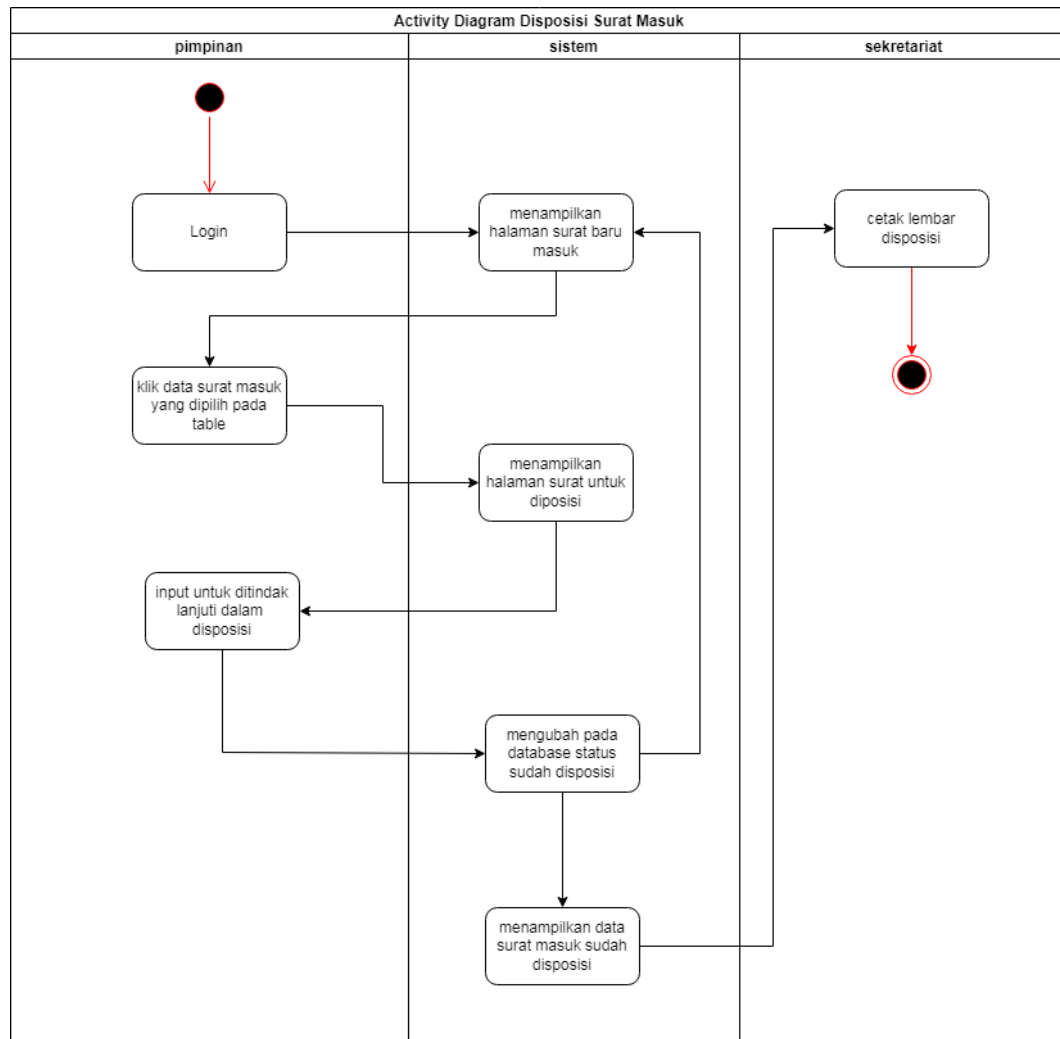 Activity Diagram Disposisi Surat Masuk
pimpinan
sistem
sekretariat
Login
menampilkan
halaman surat baru
masuk
cetak lembar
disposisi
klik data surat masuk
yang dipilih pada
table
menampilkan
halaman surat untuk
diposisi
input untuk ditindak
lanjuti dalam
disposisi
mengubah pada
database status
sudah disposisi
menampilkan data
surat masuk sudah
disposisi